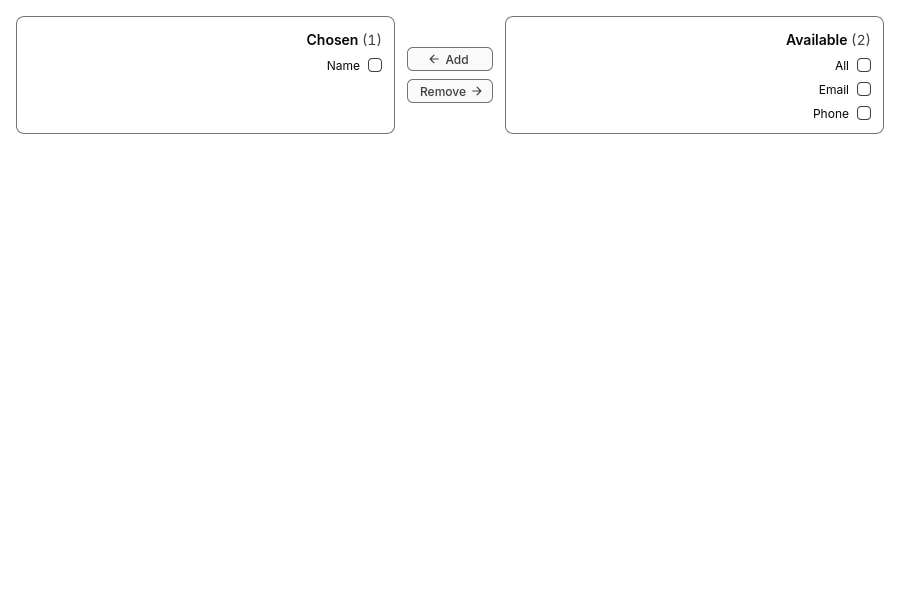 Chosen (1)
Name
← Add
Remove →
Available (2)
All
Email
Phone